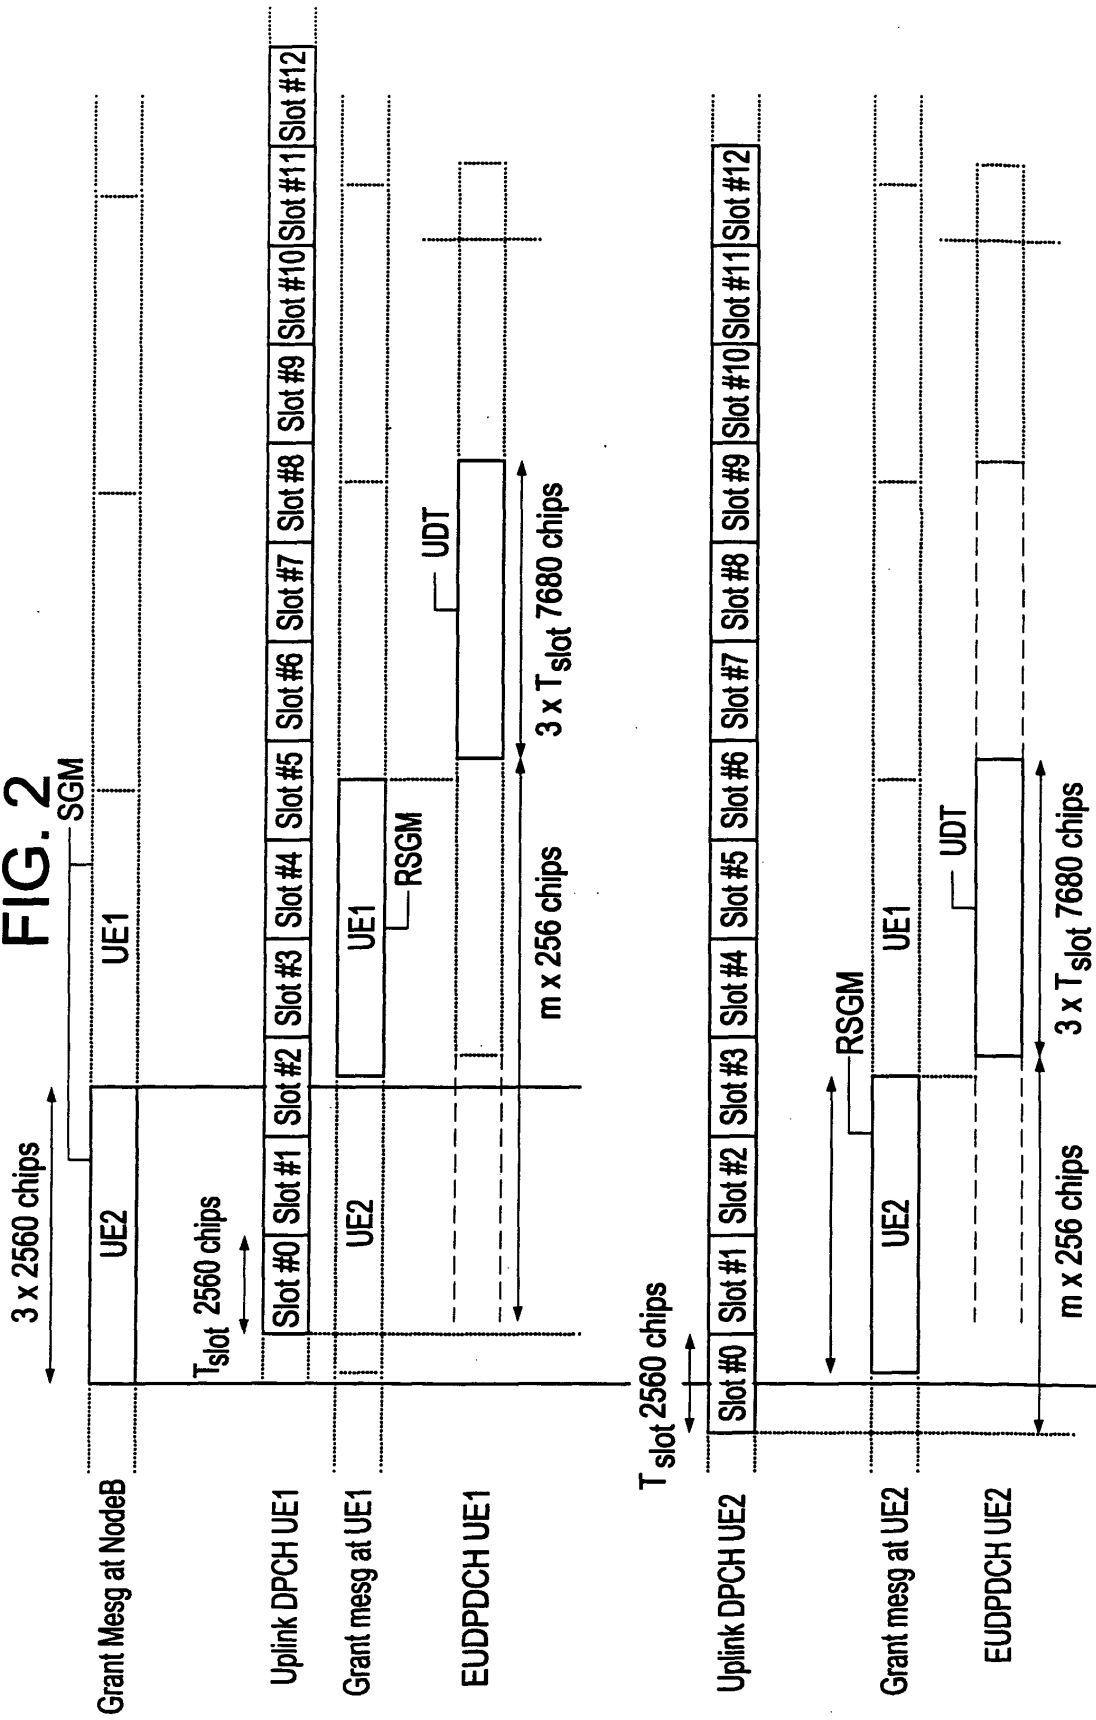 FIG. 2
3 x 2560 chips
SGM
Grant Mesg at NodeB
UE2
UE1
Tslot 2560 chips
Uplink DPCH UE1
Slot #0
Slot #1
Slot #2
Slot #3
Slot #4
Slot #5
Slot #6
Slot #7
Slot #8
Slot #9
Slot #10
Slot #11
Slot #12
Grant mesg at UE1
UE2
UE1
RSGM
UDT
EUDPDCH UE1
m x 256 chips
3 x Tslot 7680 chips
Tslot 2560 chips
Uplink DPCH UE2
Slot #0
Slot #1
Slot #2
Slot #3
Slot #4
Slot #5
Slot #6
Slot #7
Slot #8
Slot #9
Slot #10
Slot #11
Slot #12
RSGM
Grant mesg at UE2
UE2
UE1
UDT
EUDPDCH UE2
m x 256 chips
3 x Tslot 7680 chips